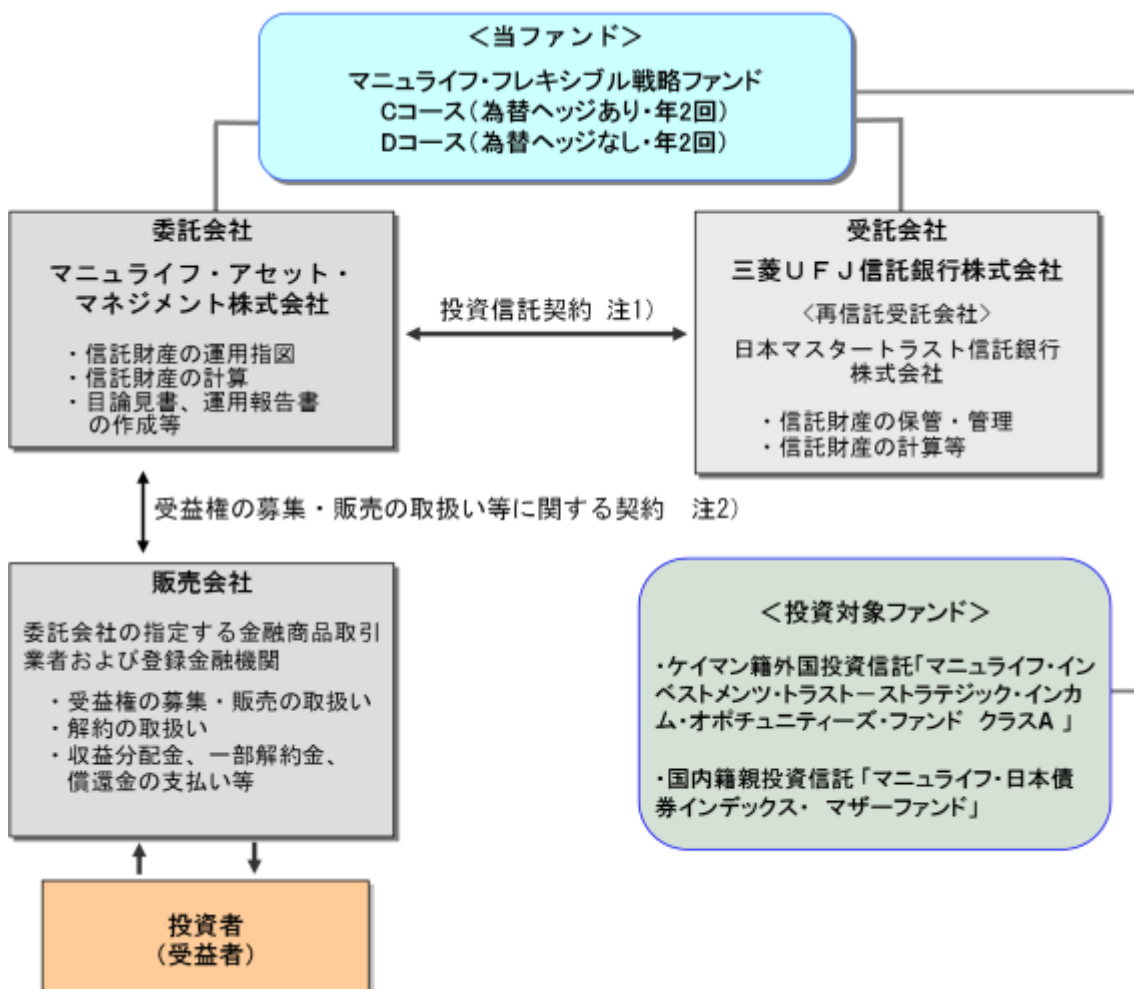 ＜当ファンド＞
マニュライフ・フレキシブル戦略ファンド
Cコース（為替ヘッジあり・年2回）
Dコース（為替ヘッジなし・年2回）
委託会社
マニュライフ・アセット・
マネジメント株式会社
・信託財産の運用指図
・信託財産の計算
・目論見書、運用報告書
の作成等
投資信託契約 注1）
受託会社
三菱ＵＦＪ信託銀行株式会社
〈再信託受託会社〉
日本マスタートラスト信託銀行
株式会社
・信託財産の保管・管理
・信託財産の計算等
受益権の募集・販売の取扱い等に関する契約　注2）
販売会社
委託会社の指定する金融商品取引
業者および登録金融機関
・受益権の募集・販売の取扱い
・解約の取扱い
・収益分配金、一部解約金、
償還金の支払い等
＜投資対象ファンド＞
・ケイマン籍外国投資信託「マニュライフ・イン
ベストメンツ・トラストーストラテジック・インカ
ム・オポチュニティーズ・ファンド クラスA 」
・国内籍親投資信託「マニュライフ・日本債
券インデックス・ マザーファンド」
投資者
（受益者）